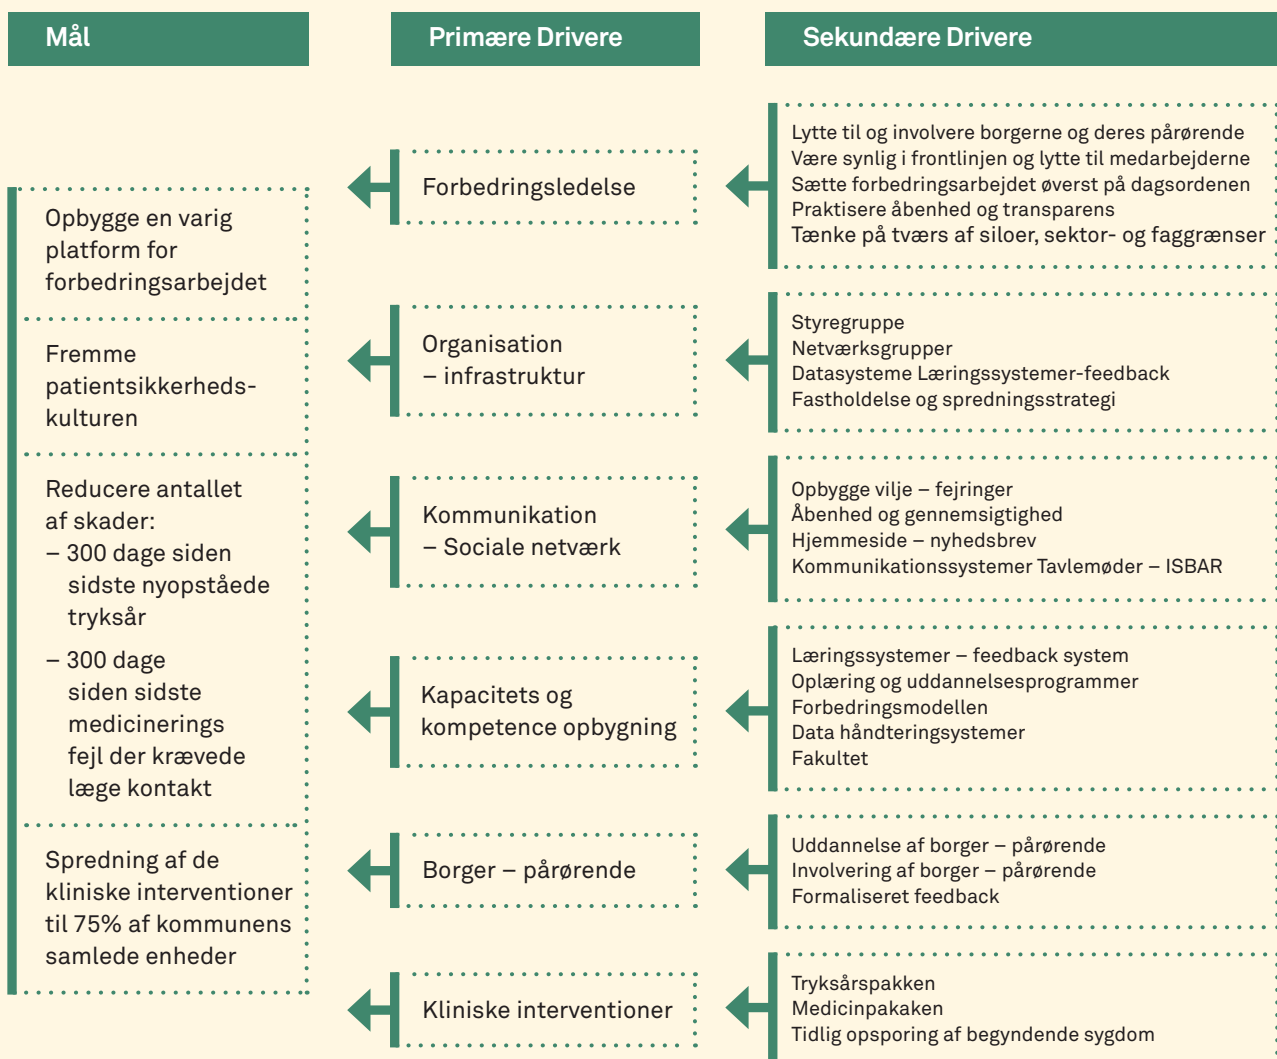 Mål
Primære Drivere
Sekundære Drivere
Opbygge en varig
platform for
forbedringsarbejdet
Fremme
patientsikkerheds-
kulturen
Reducere antallet
af skader:
– 300 dage siden
sidste nyopståede
tryksår
– 300 dage
siden sidste
medicinerings
fejl der krævede
læge kontakt
Spredning af de
kliniske interventioner
til 75% af kommunens
samlede enheder
Forbedringsledelse
Organisation
– infrastruktur
Kommunikation
– Sociale netværk
Kapacitets og
kompetence opbygning
Borger – pårørende
Kliniske interventioner
Lytte til og involvere borgerne og deres pårørende
Være synlig i frontlinjen og lytte til medarbejderne
Sætte forbedringsarbejdet øverst på dagsordenen
Praktisere åbenhed og transparens
Tænke på tværs af siloer, sektor- og faggrænser
Styregruppe
Netværksgrupper
Datasysteme Læringssystemer-feedback
Fastholdelse og spredningsstrategi
Opbygge vilje – fejringer
Åbenhed og gennemsigtighed
Hjemmeside – nyhedsbrev
Kommunikationssystemer Tavlemøder – ISBAR
Læringssystemer – feedback system
Oplæring og uddannelsesprogrammer
Forbedringsmodellen
Data håndteringsystemer
Fakultet
Uddannelse af borger – pårørende
Involvering af borger – pårørende
Formaliseret feedback
Tryksårspakken
Medicinpakaken
Tidlig opsporing af begyndende sygdom